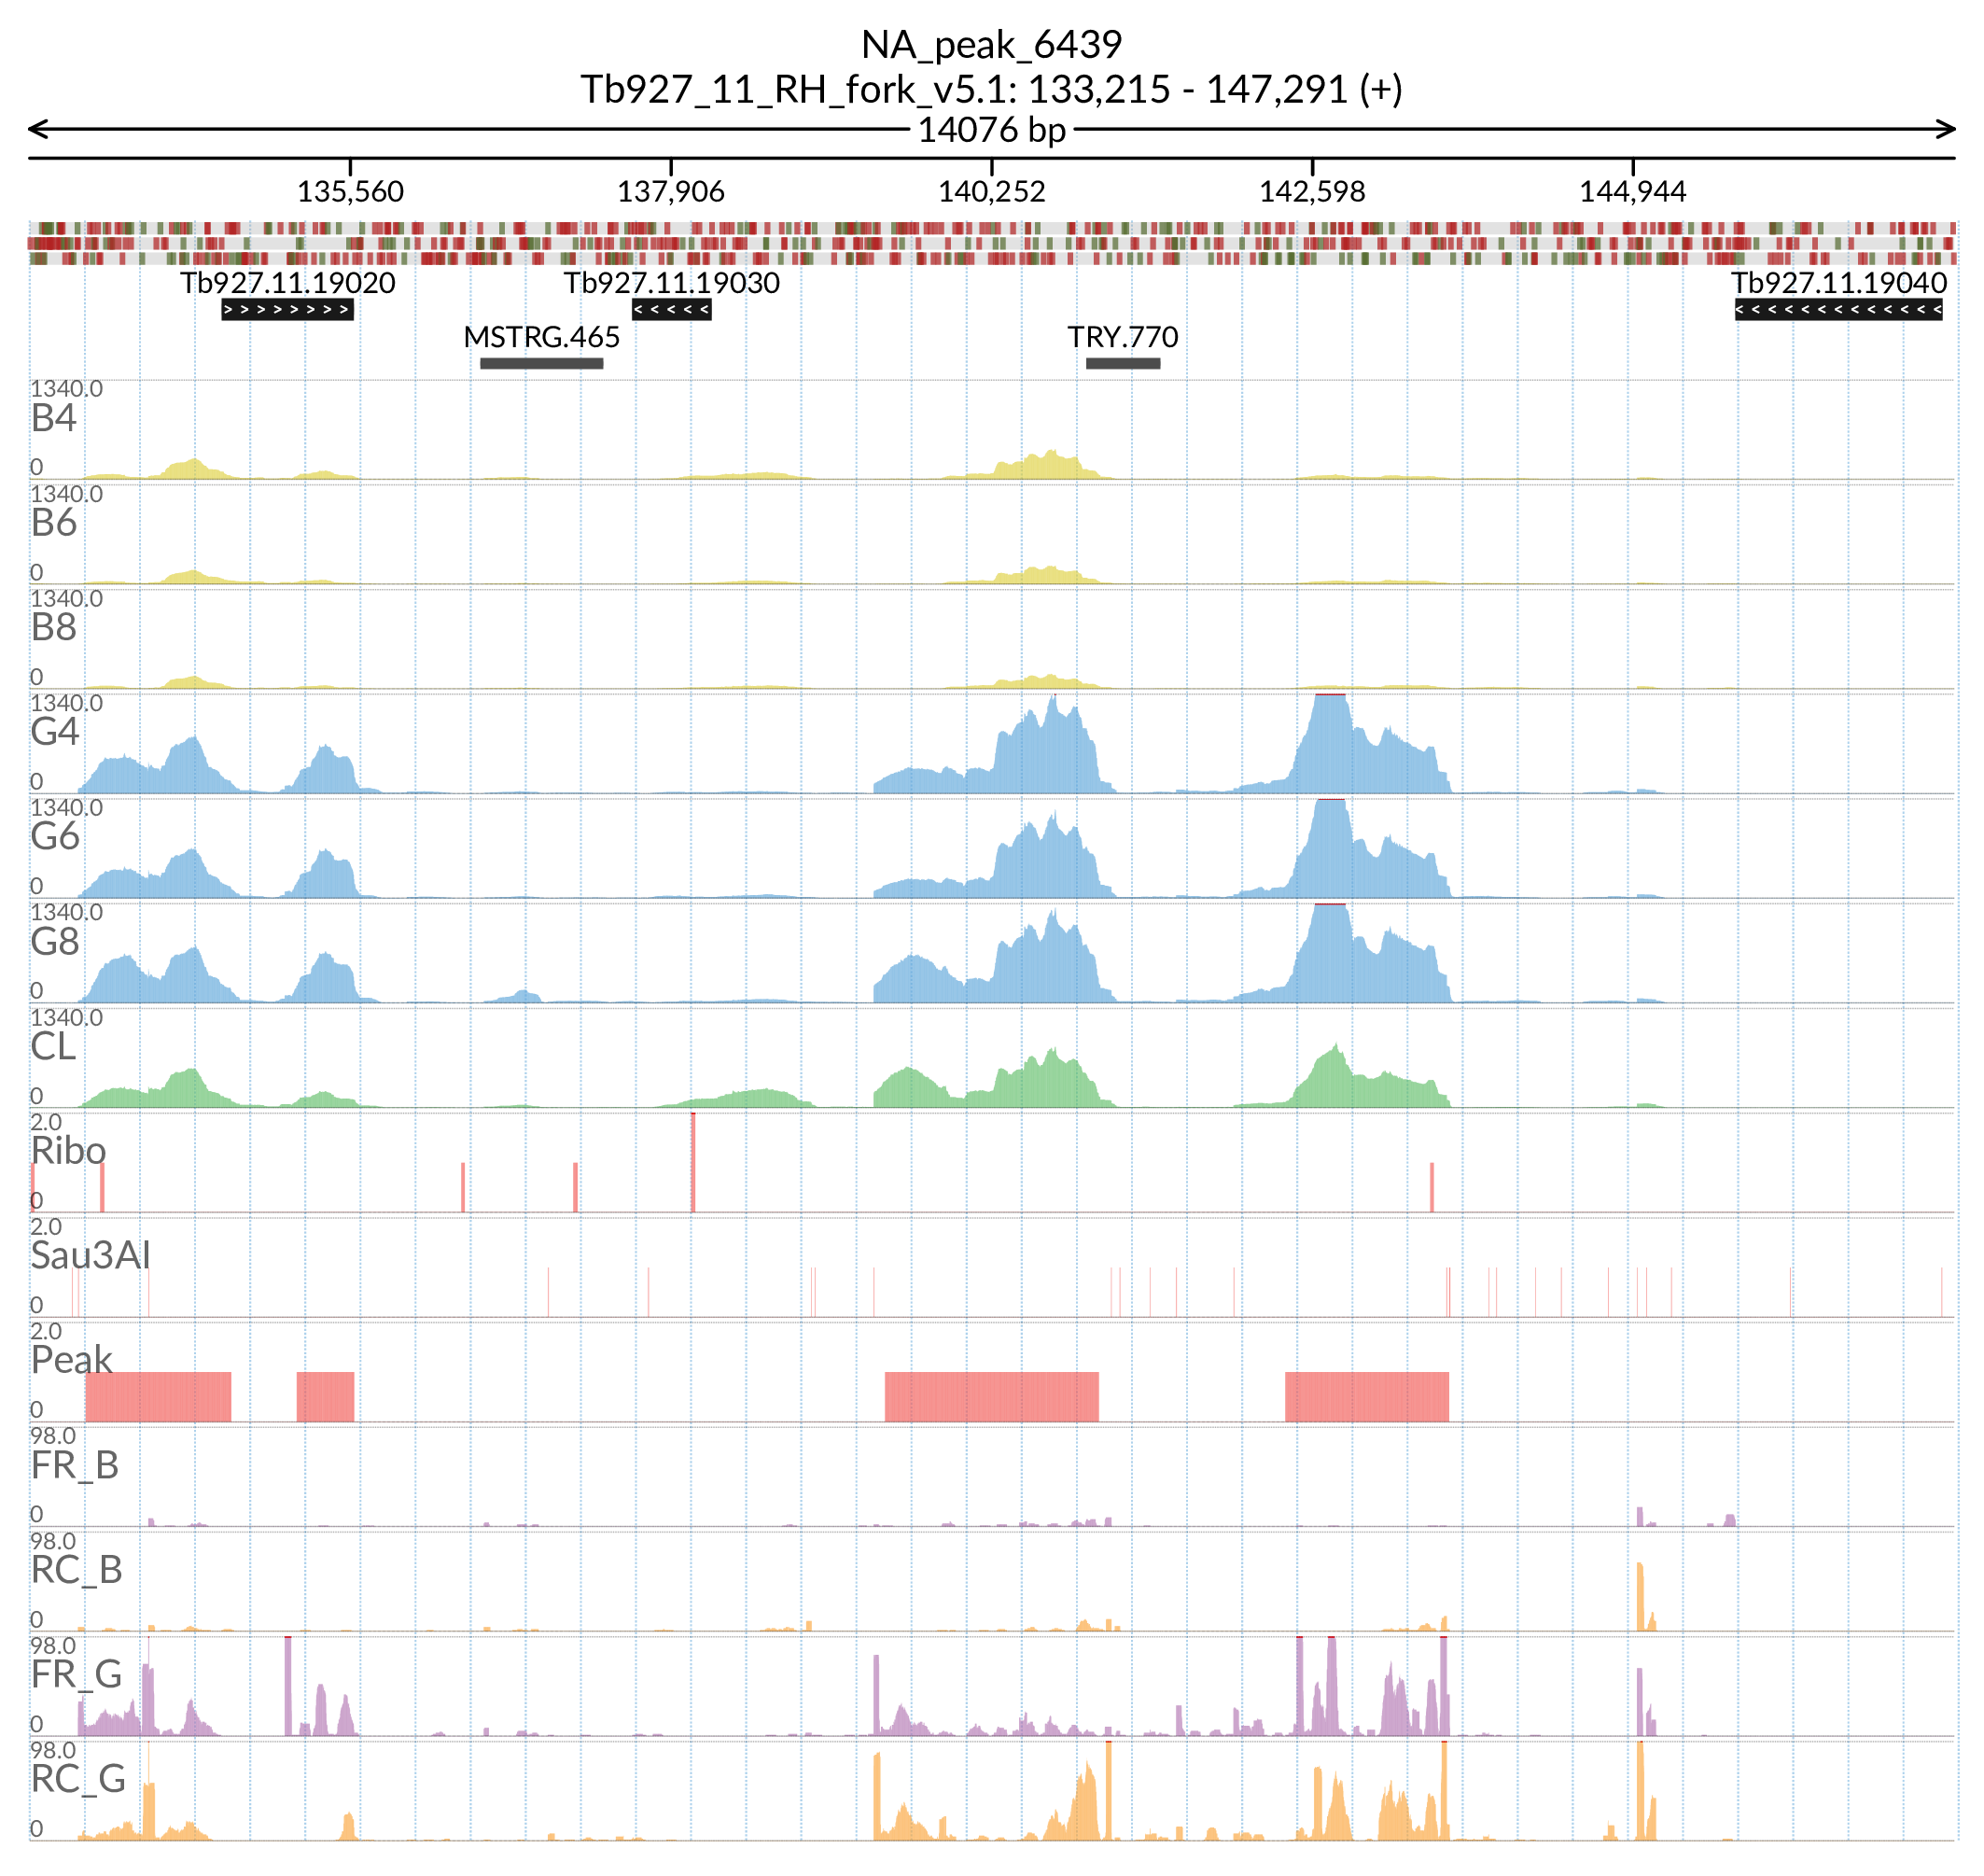 NA_peak_6439
Tb927_11_RH_fork_v5.1: 133,215 - 147,291 (+)
14076 bp
135,560 137,906 140,252 142,598 144,944
Tb927.11.19020 Tb927.11.19030 Tb927.11.19040
> > > > > > > > < < < < < < < < < < < < < < < < < <
MSTRG.465 TRY.770
1340.0
B4
0
1340.0
B6
0
1340.0
B8
0
1340.0
G4
0
1340.0
G6
0
1340.0
G8
0
1340.0
CL
0
2.0
Ribo
0
2.0
Sau3AI
0
2.0
Peak
0
98.0
FR_B
0
98.0
RC_B
0
98.0
FR_G
0
98.0
RC_G
0